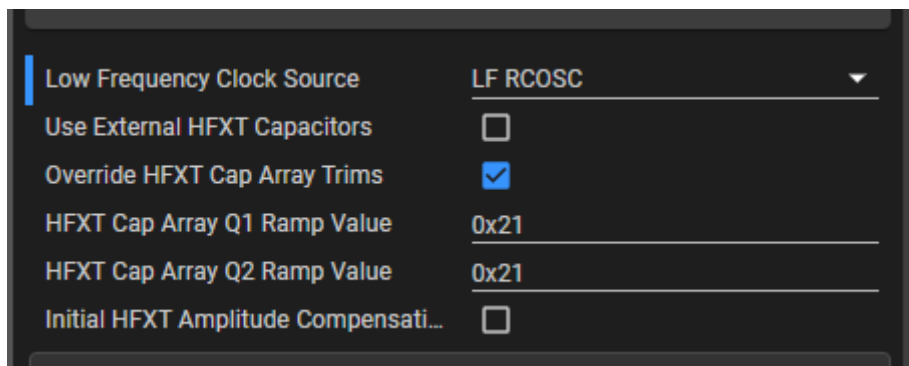 Low Frequency Clock Source LF RCOSC
Use External HFXT Capacitors
Override HFXT Cap Array Trims
HFXT Cap Array Q1 Ramp Value 0x21
HFXT Cap Array Q2 Ramp Value 0x21
Initial HFXT Amplitude Compensati...